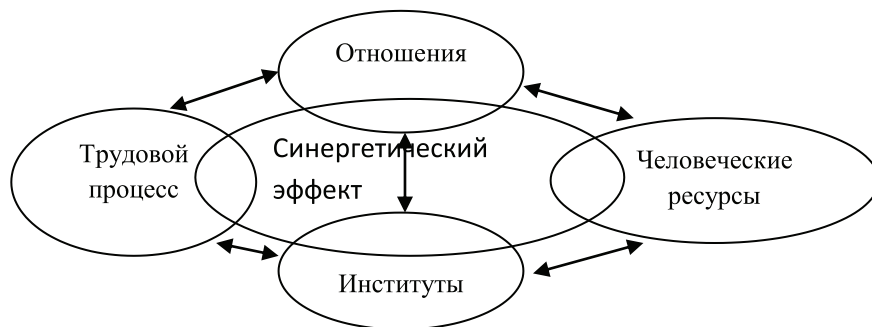 Отношения
Трудовой
процесс
Синергетический
эффект
Человеческие
ресурсы
Институты